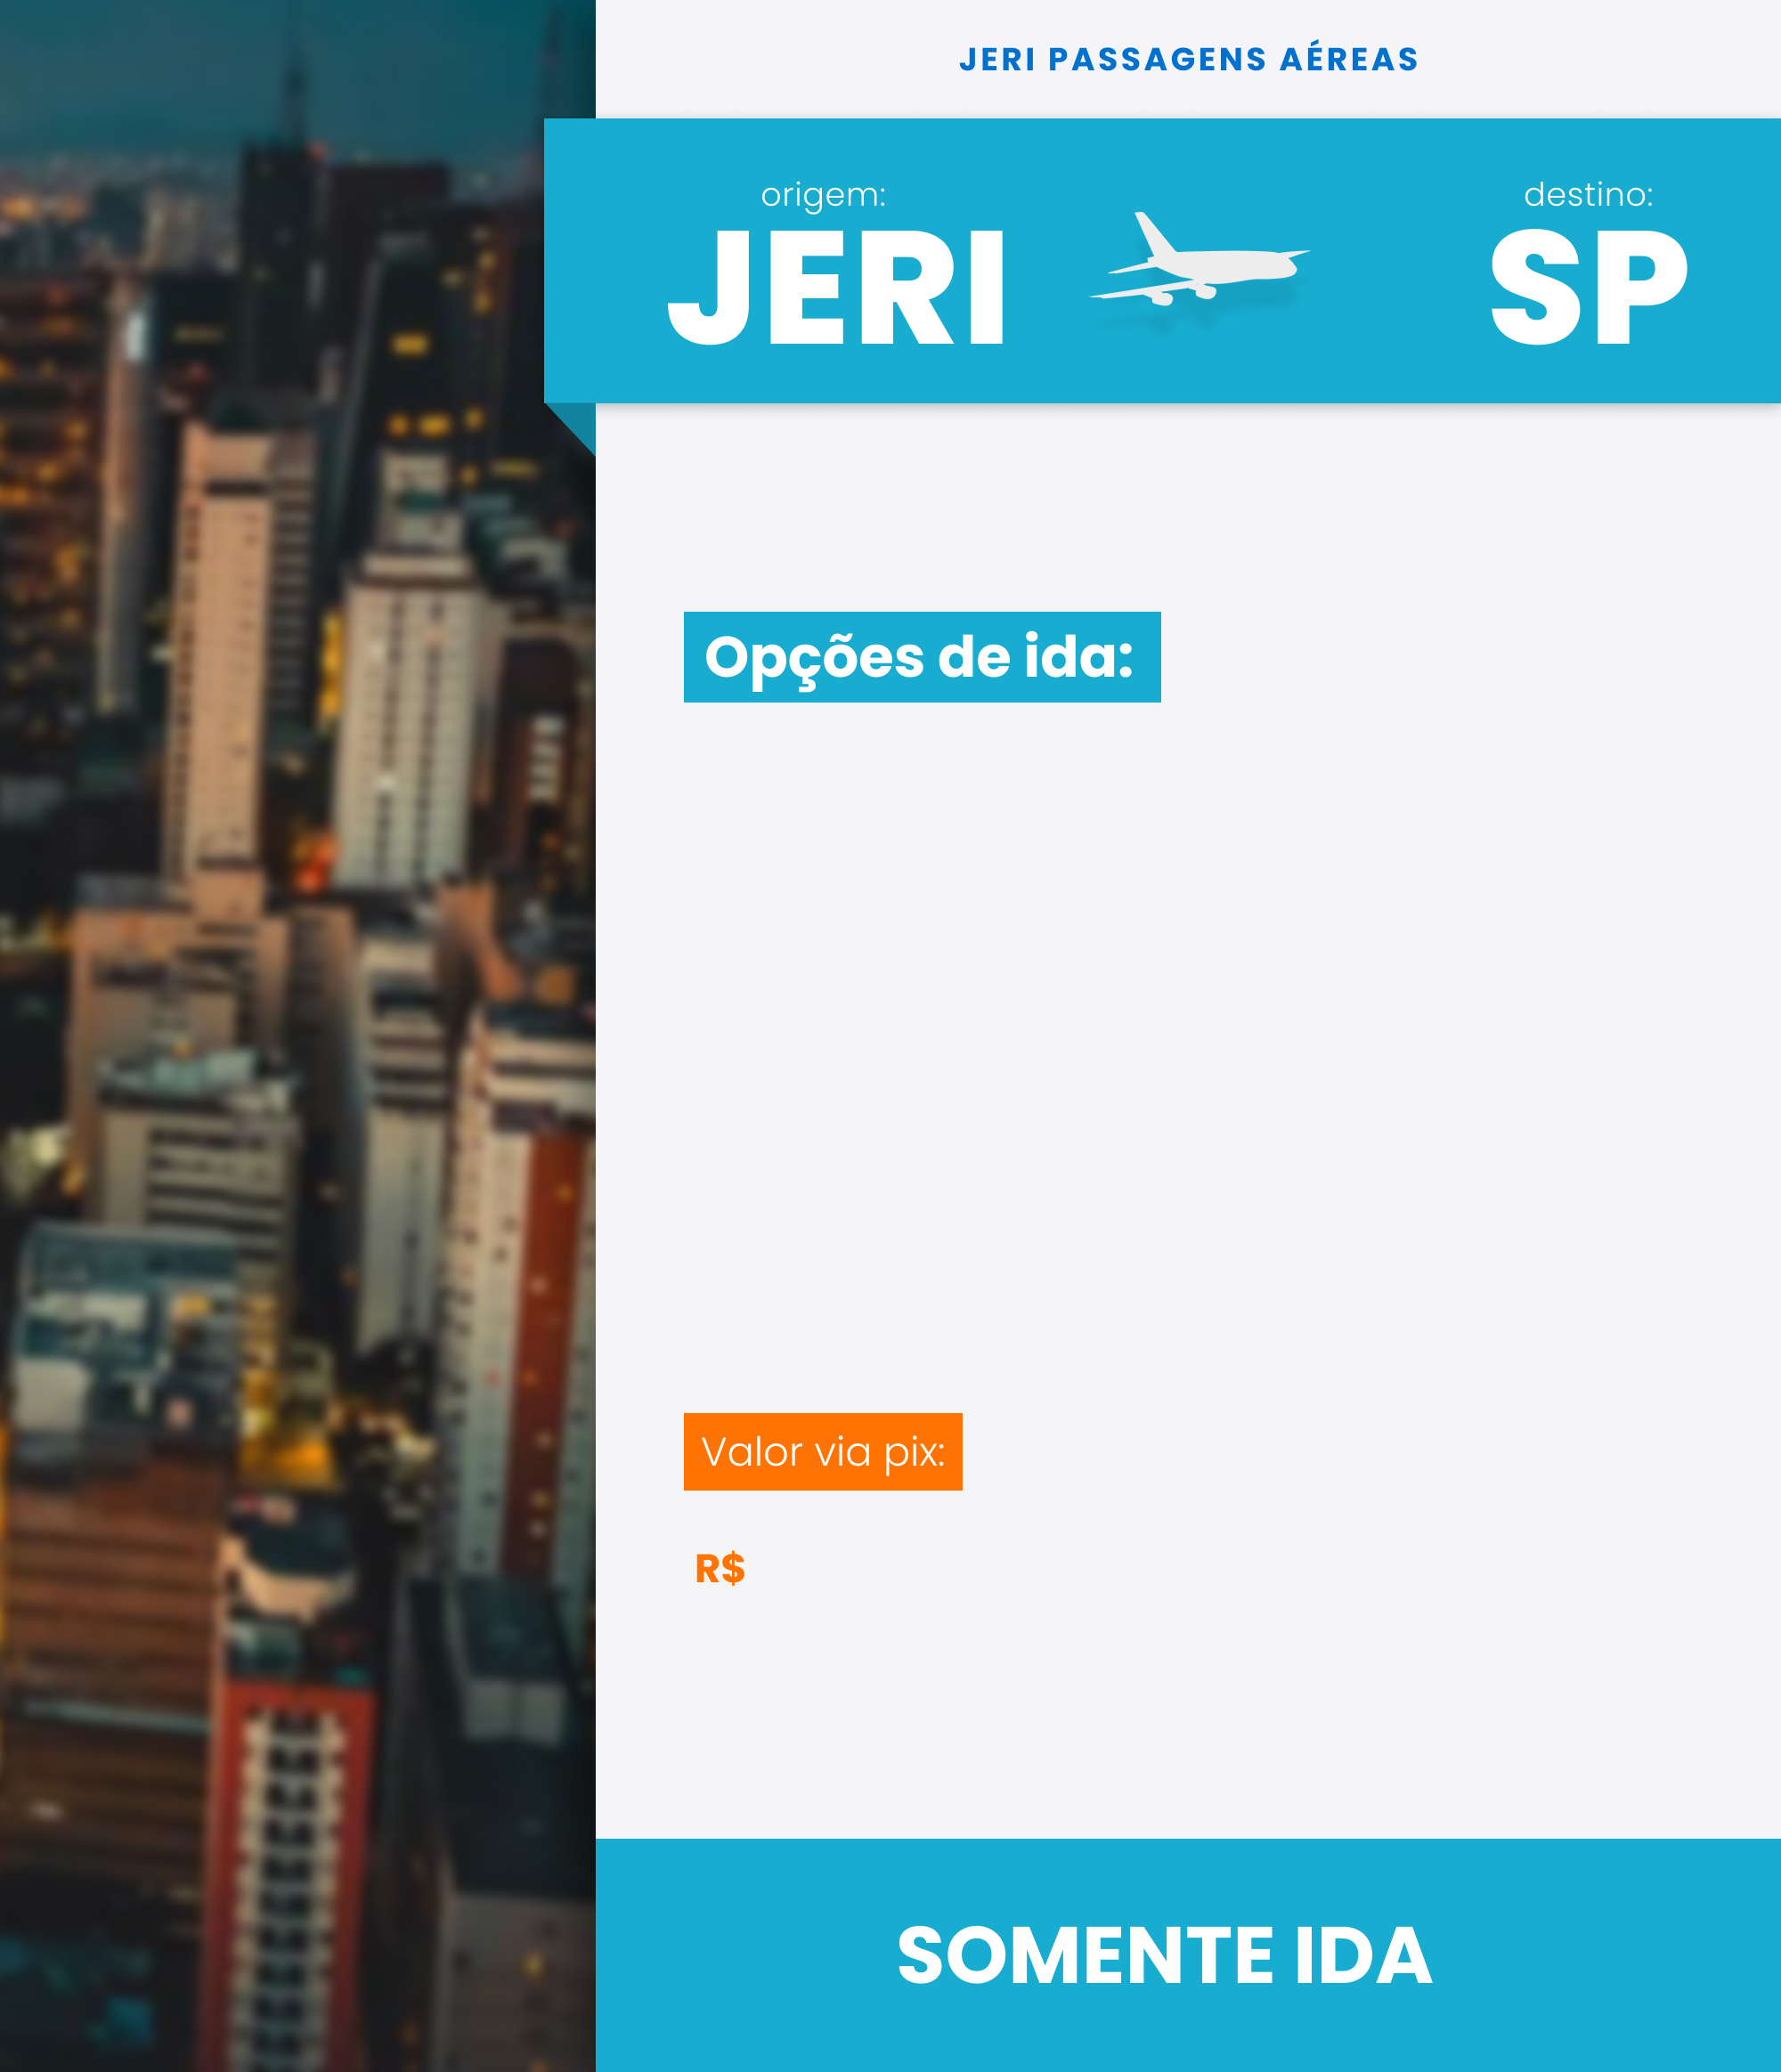 JERI PASSAGENS AÉREAS
origem:
JERI
destino:
SP
Opções de ida:
Valor via pix:
R$
SOMENTE IDA